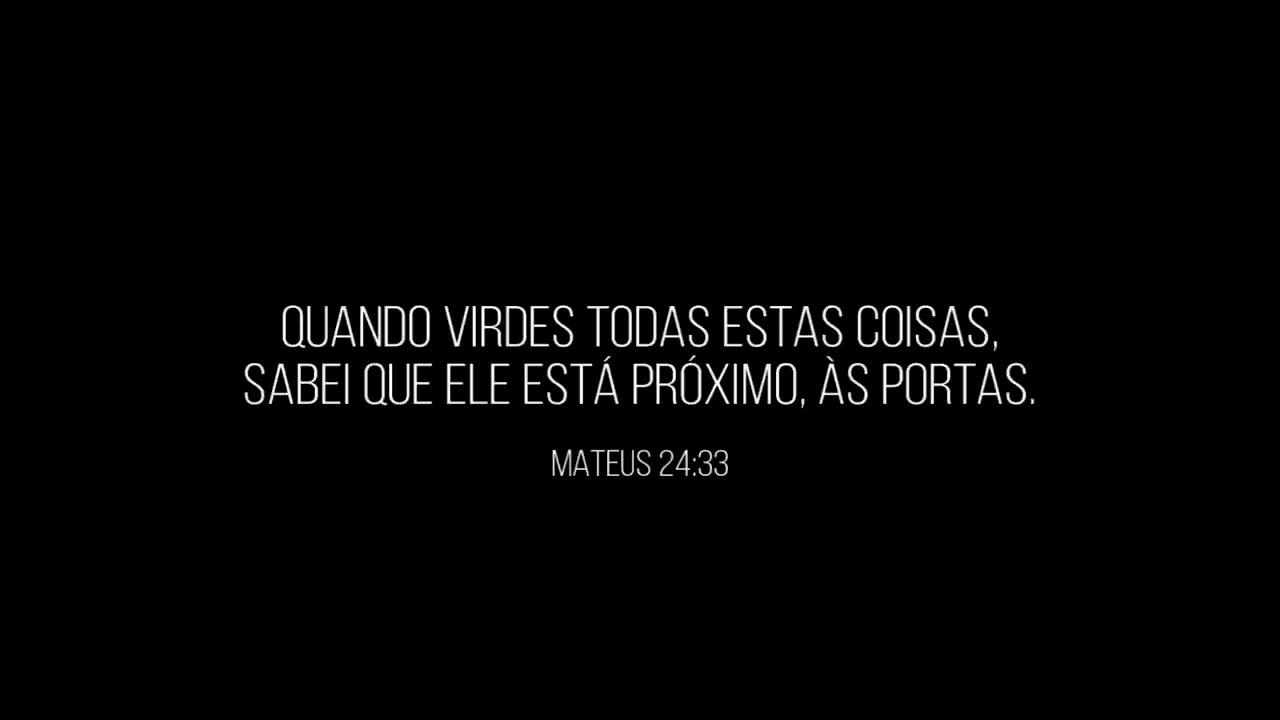 QUANDO VIRDES TODAS ESTAS COISAS,
SABEI QUE ELE ESTÁ PRÓXIMO, ÀS PORTAS.
MATEUS 24:33